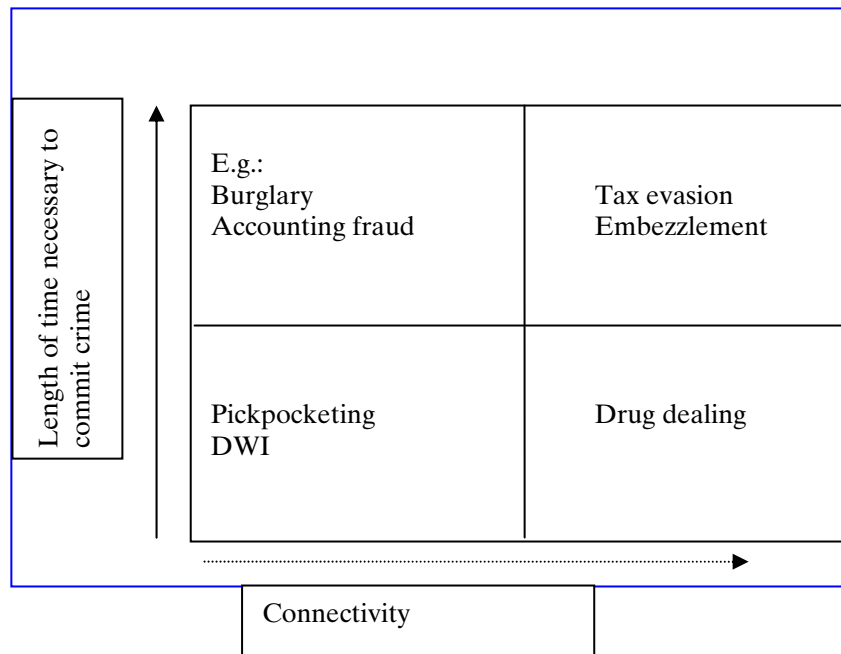 Length of time necessary to
commit crime
E.g.:
Burglary
Accounting fraud
Tax evasion
Embezzlement
Pickpocketing
DWI
Drug dealing
Connectivity